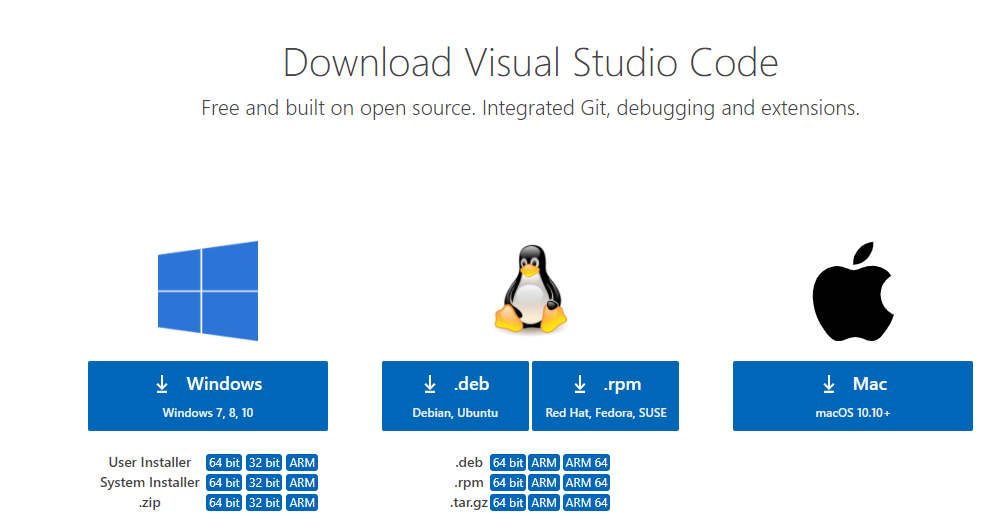 Download Visual Studio Code
Free and built on open source. Integrated Git, debugging and extensions.
Windows
Windows 7, 8, 10
User Installer 64 bit 32 bit ARM
System Installer 64 bit 32 bit ARM
.zip 64 bit 32 bit ARM
.deb
Debian, Ubuntu
.rpm
Red Hat, Fedora, SUSE
.deb 64 bit ARM ARM 64
.rpm 64 bit ARM ARM 64
.tar.gz 64 bit ARM ARM 64
Mac
macOS 10.10+